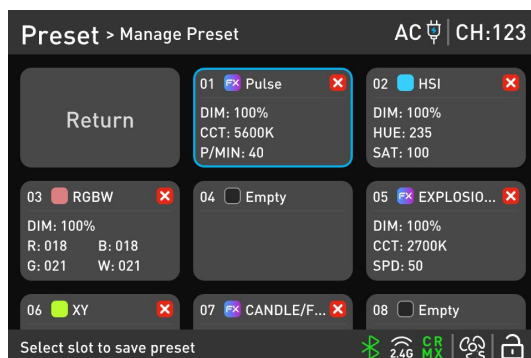 Preset > Manage Preset
AC CH:123
Return
01 FX Pulse
DIM: 100%
CCT: 5600K
P/MIN: 40
02 HSI
DIM: 100%
HUE: 235
SAT: 100
03 RGBW
DIM: 100%
R: 018 B: 018
G: 021 W: 021
04 Empty
05 FX EXPLOSIO...
DIM: 100%
CCT: 2700K
SPD: 50
06 XY
07 FX CANDLE/F...
08 Empty
Select slot to save preset
2.4G
CR
MX
S